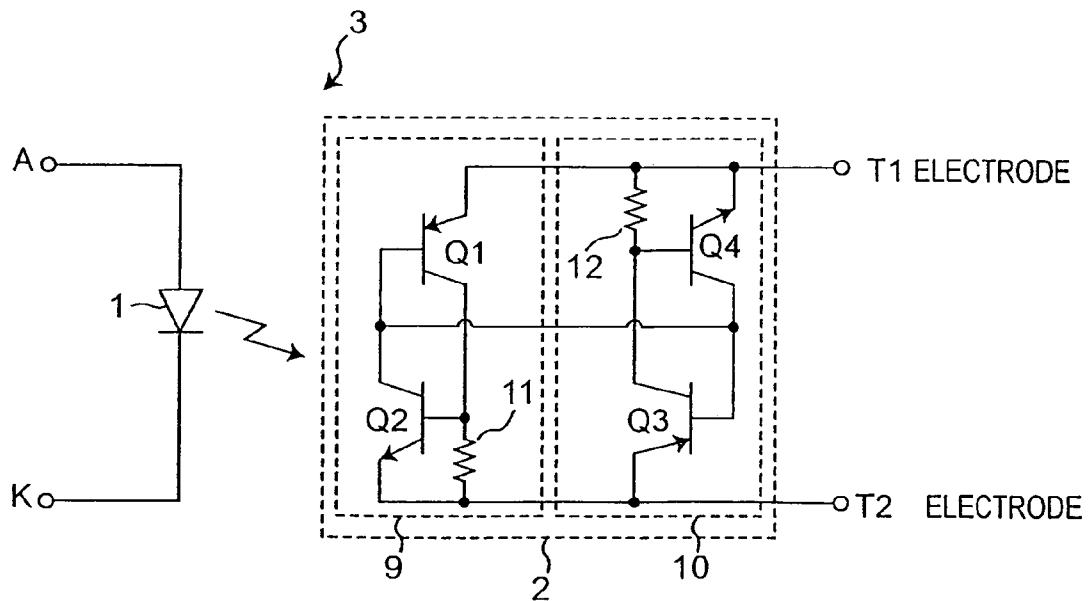 3
A
T1 ELECTRODE
Q1
12
Q4
1
11
Q2
Q3
K
T2 ELECTRODE
9
2
10